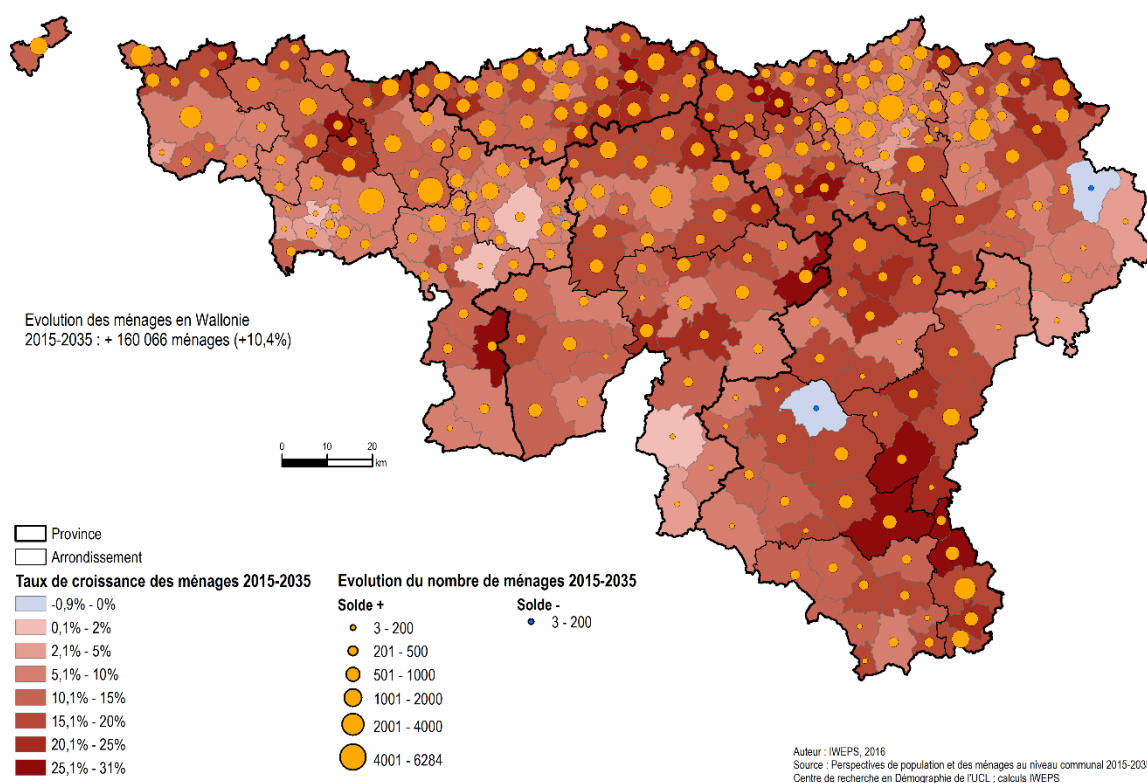 Evolution des ménages en Wallonie
2015-2035 : + 160 066 ménages (+10,4%)
0 10 20
km
Province
Arrondissement
Taux de croissance des ménages 2015-2035
-0,9% - 0%
0,1% - 2%
2,1% - 5%
5,1% - 10%
10,1% - 15%
15,1% - 20%
20,1% - 25%
25,1% - 31%
Evolution du nombre de ménages 2015-2035
Solde +
3 - 200
201 - 500
501 - 1000
1001 - 2000
2001 - 4000
4001 - 6284
Solde -
3 - 200
Auteur : IWEPS, 2016
Source : Perspectives de population et des ménages au niveau communal 2015-203
Centre de recherche en Démographie de l'UCL ; calculs IWEPS